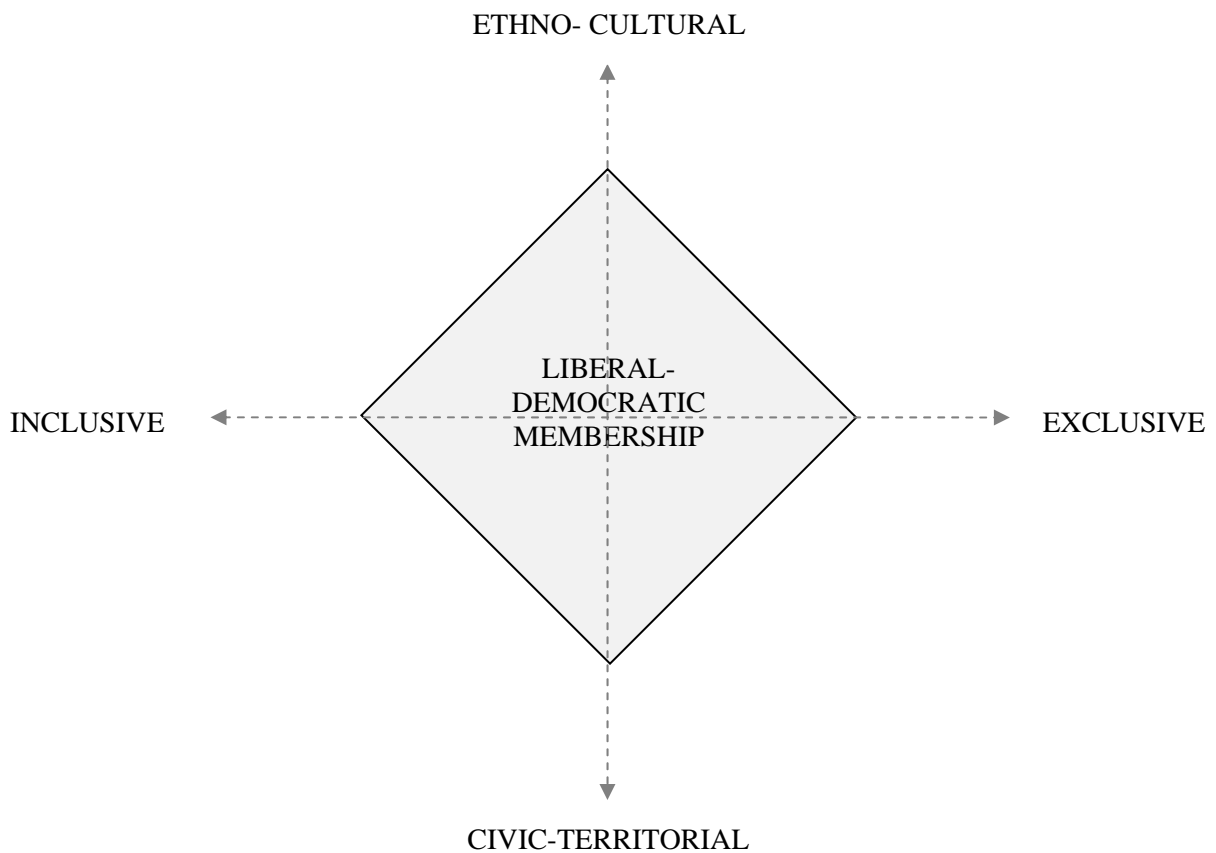 ETHNO- CULTURAL
LIBERAL-
DEMOCRATIC
MEMBERSHIP
INCLUSIVE
EXCLUSIVE
CIVIC-TERRITORIAL